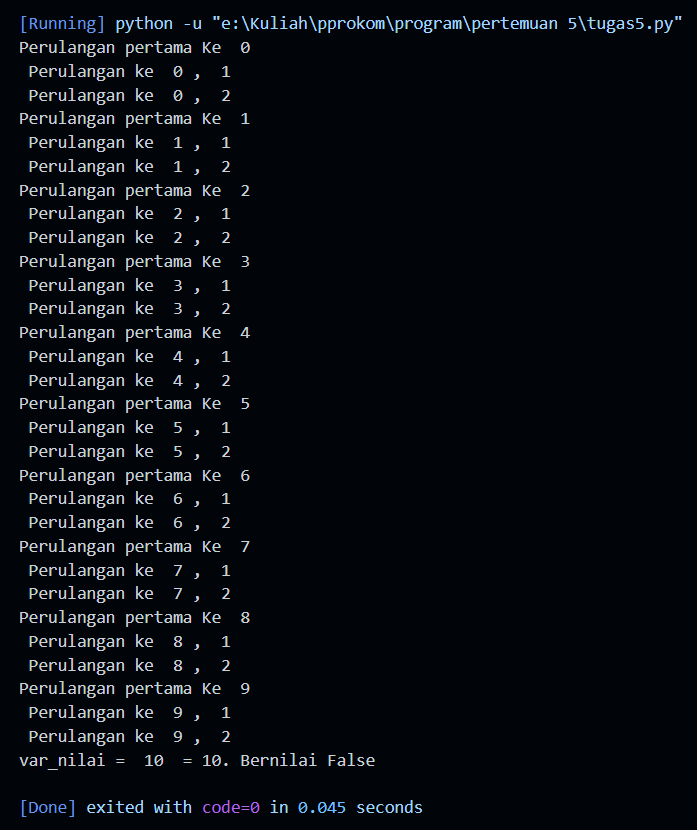 [Running] python -u "e:\Kuliah\pprokom\program\pertemuan 5\tugas5.py"
Perulangan pertama Ke  0
 Perulangan ke  0 ,  1
 Perulangan ke  0 ,  2
Perulangan pertama Ke  1
 Perulangan ke  1 ,  1
 Perulangan ke  1 ,  2
Perulangan pertama Ke  2
 Perulangan ke  2 ,  1
 Perulangan ke  2 ,  2
Perulangan pertama Ke  3
 Perulangan ke  3 ,  1
 Perulangan ke  3 ,  2
Perulangan pertama Ke  4
 Perulangan ke  4 ,  1
 Perulangan ke  4 ,  2
Perulangan pertama Ke  5
 Perulangan ke  5 ,  1
 Perulangan ke  5 ,  2
Perulangan pertama Ke  6
 Perulangan ke  6 ,  1
 Perulangan ke  6 ,  2
Perulangan pertama Ke  7
 Perulangan ke  7 ,  1
 Perulangan ke  7 ,  2
Perulangan pertama Ke  8
 Perulangan ke  8 ,  1
 Perulangan ke  8 ,  2
Perulangan pertama Ke  9
 Perulangan ke  9 ,  1
 Perulangan ke  9 ,  2
var_nilai =  10  = 10. Bernilai False
[Done] exited with code=0 in 0.045 seconds